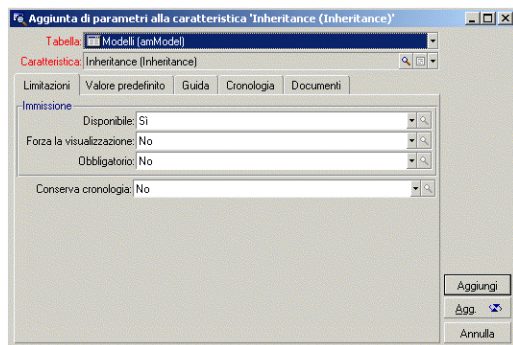 Aggiunta di parametri alla caratteristica 'Inheritance (Inheritance)'
Tabella: Modelli (amModel)
Caratteristica: Inheritance (Inheritance)
Limitazioni Valore predefinito Guida Cronologia Documenti
Immissione
Disponibile: Sì
Forza la visualizzazione: No
Obbligatorio: No
Conserva cronologia: No
Aggiungi
Agg.
Annulla